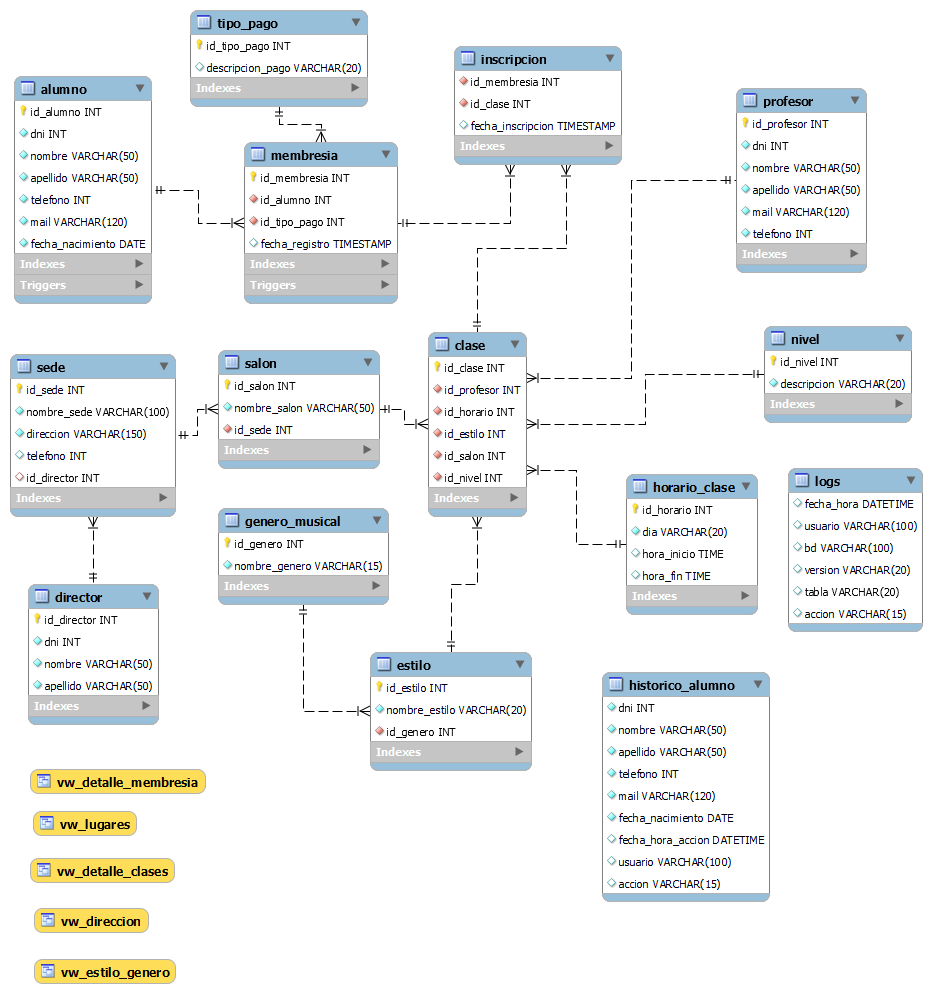 tipo_pago
id_tipo_pago INT
descripcion_pago VARCHAR(20)
Indexes
inscripcion
id_membresia INT
id_clase INT
fecha_inscripcion TIMESTAMP
Indexes
alumno
id_alumno INT
dni INT
nombre VARCHAR(50)
apellido VARCHAR(50)
telefono INT
mail VARCHAR(120)
fecha_nacimiento DATE
Indexes
Triggers
profesor
id_profesor INT
dni INT
nombre VARCHAR(50)
apellido VARCHAR(50)
mail VARCHAR(120)
telefono INT
Indexes
membresia
id_membresia INT
id_alumno INT
id_tipo_pago INT
fecha_registro TIMESTAMP
Indexes
Triggers
sede
id_sede INT
nombre_sede VARCHAR(100)
direccion VARCHAR(150)
telefono INT
id_director INT
Indexes
salon
id_salon INT
nombre_salon VARCHAR(50)
id_sede INT
Indexes
clase
id_clase INT
id_profesor INT
id_horario INT
id_estilo INT
id_salon INT
id_nivel INT
Indexes
nivel
id_nivel INT
descripcion VARCHAR(20)
Indexes
horario_clase
id_horario INT
dia VARCHAR(20)
hora_inicio TIME
hora_fin TIME
Indexes
logs
fecha_hora DATETIME
usuario VARCHAR(100)
bd VARCHAR(100)
version VARCHAR(20)
tabla VARCHAR(20)
accion VARCHAR(15)
genero_musical
id_genero INT
nombre_genero VARCHAR(15)
Indexes
director
id_director INT
dni INT
nombre VARCHAR(50)
apellido VARCHAR(50)
Indexes
estilo
id_estilo INT
nombre_estilo VARCHAR(20)
id_genero INT
Indexes
historico_alumno
dni INT
nombre VARCHAR(50)
apellido VARCHAR(50)
telefono INT
mail VARCHAR(120)
fecha_nacimiento DATE
fecha_hora_accion DATETIME
usuario VARCHAR(100)
accion VARCHAR(15)
vw_detalle_membresia
vw_lugares
vw_detalle_clases
vw_direccion
vw_estilo_genero